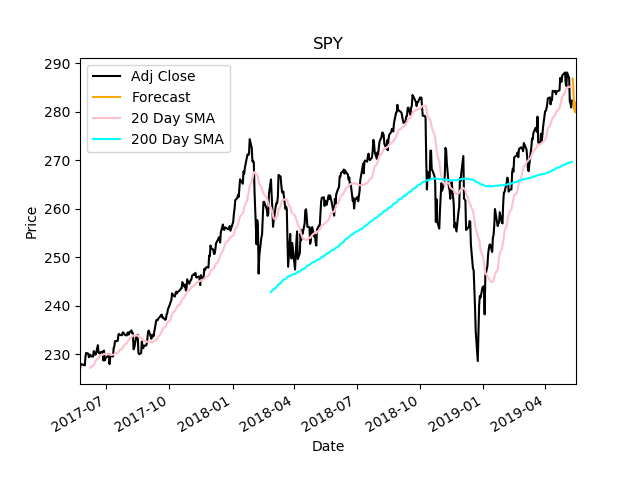 SPY
290
280
270
260
250
240
230
Price
Adj Close
Forecast
20 Day SMA
200 Day SMA
2017-07
2017-10
2018-01
2018-04
2018-07
2018-10
2019-01
2019-04
Date